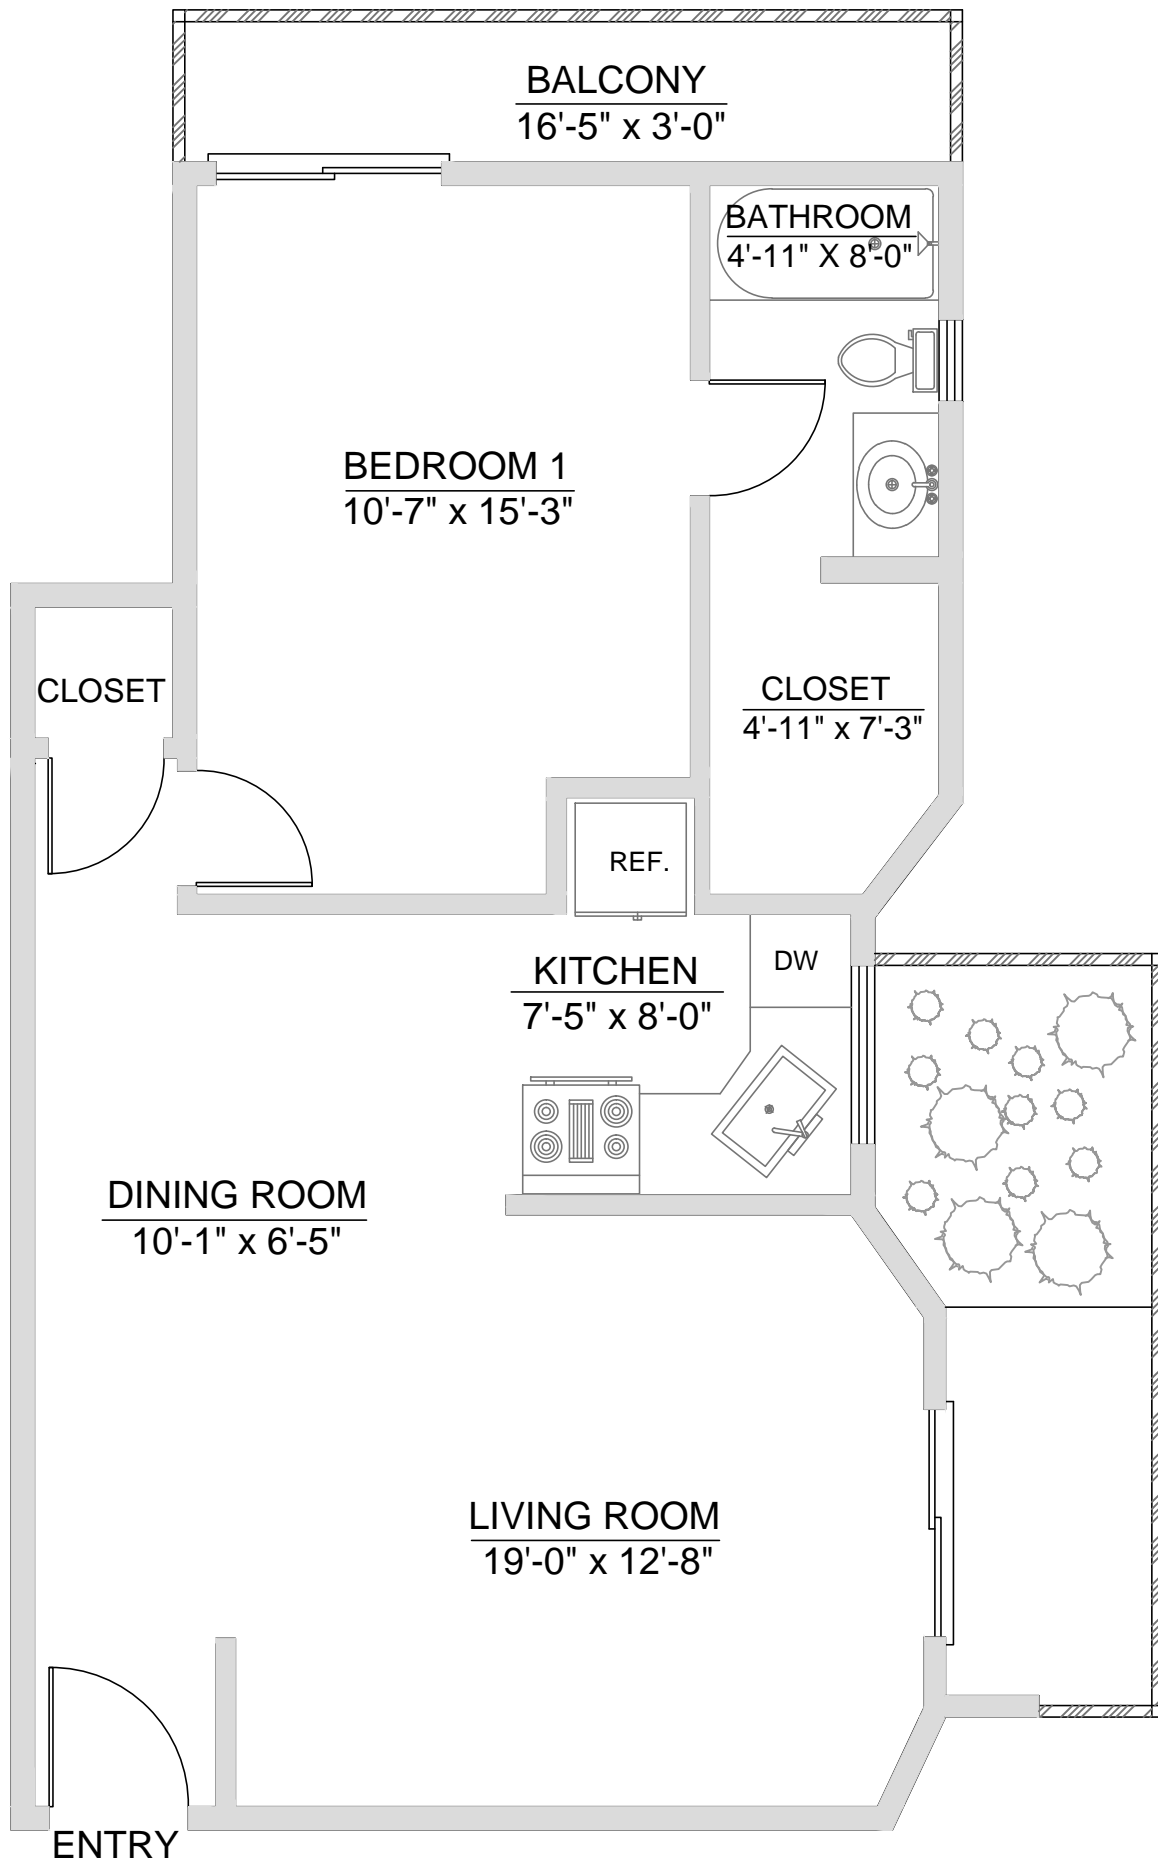 BALCONY
16'-5" x 3'-0"
BATHROOM
4'-11" X 8'-0"
BEDROOM 1
10'-7" x 15'-3"
CLOSET
CLOSET
4'-11" x 7'-3"
REF.
KITCHEN
7'-5" x 8'-0"
DW
DINING ROOM
10'-1" x 6'-5"
LIVING ROOM
19'-0" x 12'-8"
ENTRY